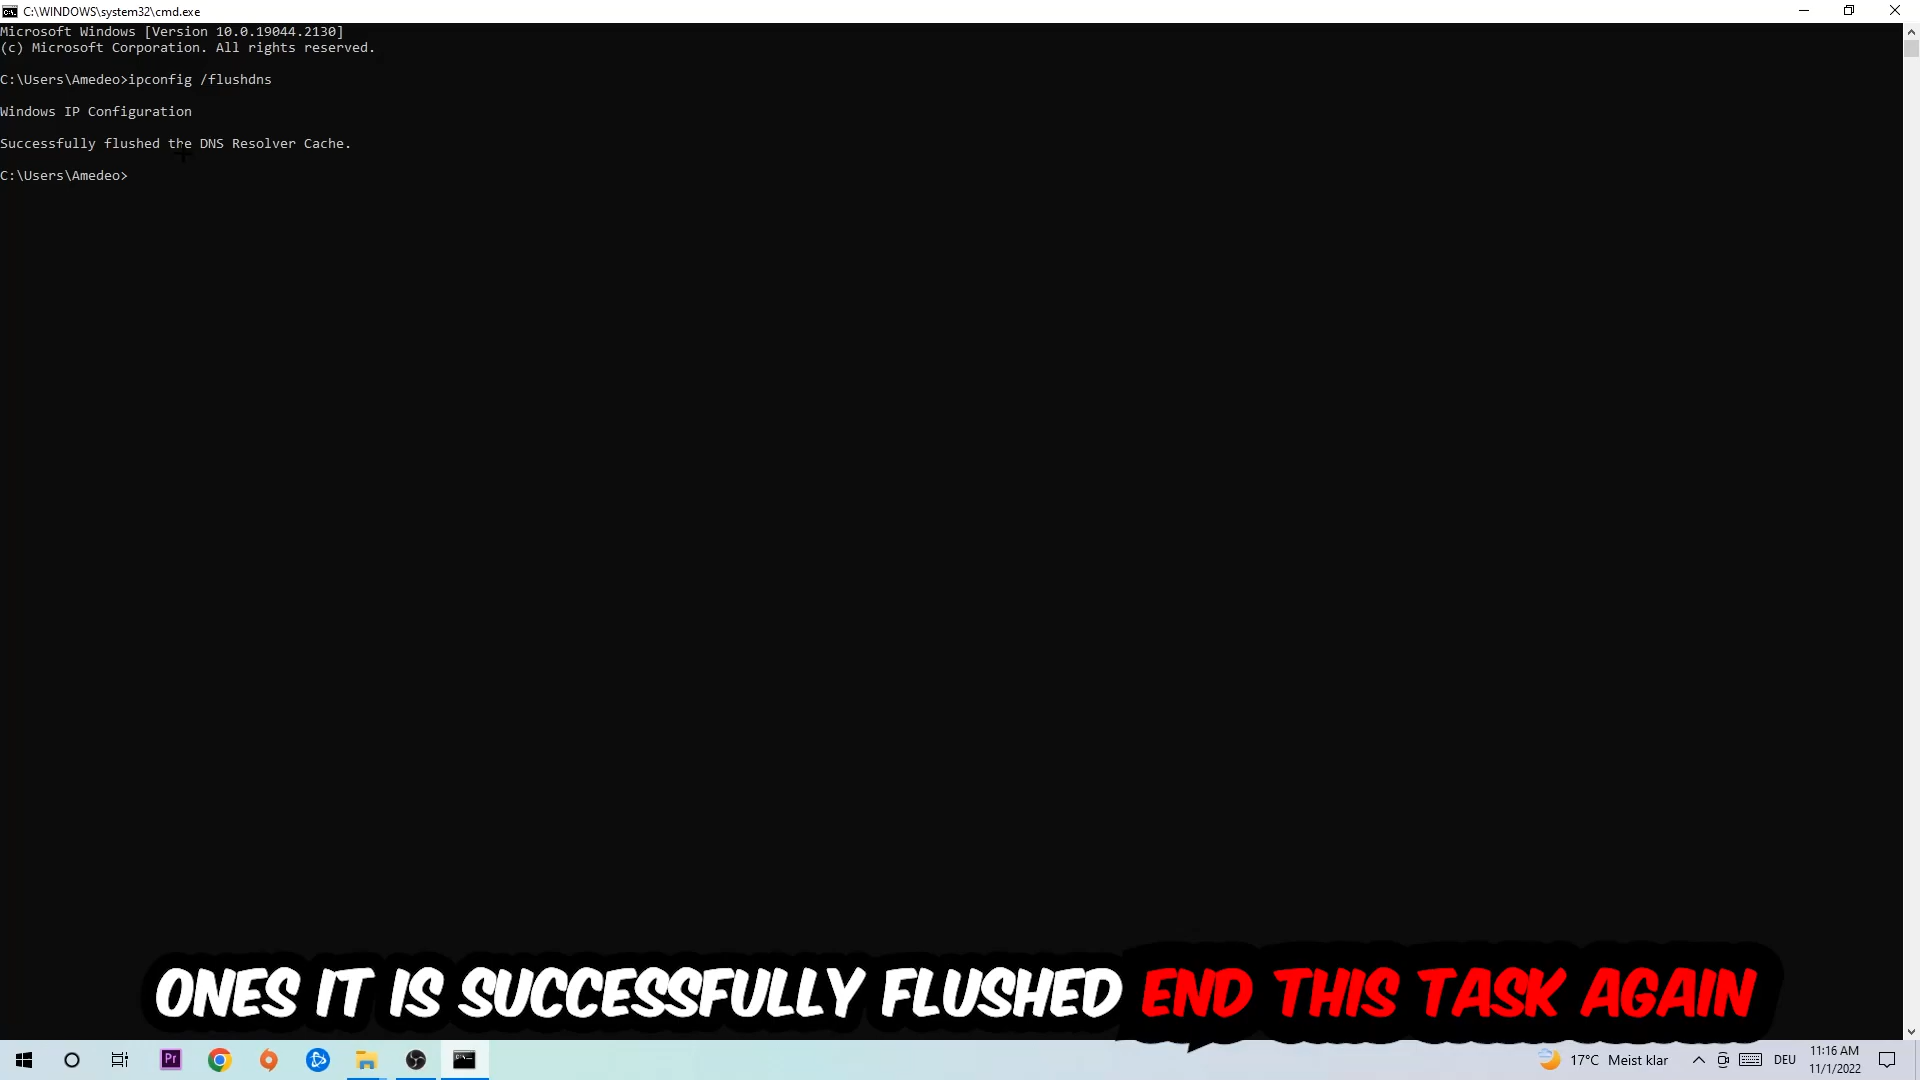 C:\WINDOWS\system32\cmd.exe
Microsoft Windows [Version 10.0.19044.2130]
(c) Microsoft Corporation. All rights reserved.
C:\Users\Amedeo>ipconfig /flushdns
Windows IP Configuration
Successfully flushed the DNS Resolver Cache.
C:\Users\Amedeo>
ONES IT IS SUCCESSFULLY FLUSHED END THIS TASK AGAIN
Pr
17°C Meist klar
DEU
11:16 AM
11/1/2022